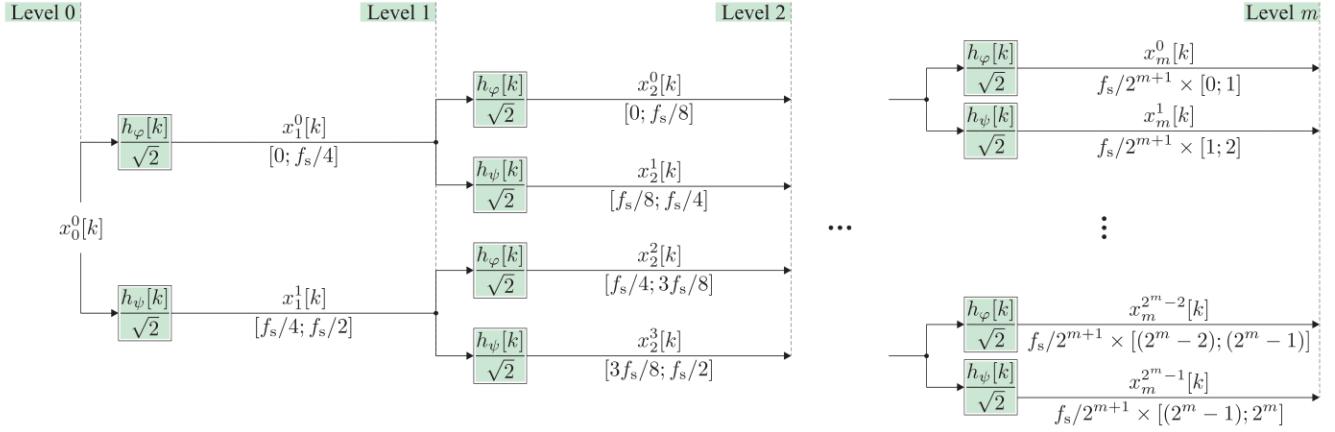 Level 0
Level 1
Level 2
Level m
h_φ[k]
√2
x_1^0[k]
[0; f_s/4]
h_φ[k]
√2
x_2^0[k]
[0; f_s/8]
h_ψ[k]
√2
x_2^1[k]
[f_s/8; f_s/4]
x_0^0[k]
h_ψ[k]
√2
x_1^1[k]
[f_s/4; f_s/2]
h_φ[k]
√2
x_2^2[k]
[f_s/4; 3f_s/8]
h_ψ[k]
√2
x_2^3[k]
[3f_s/8; f_s/2]
...
h_φ[k]
√2
x_m^0[k]
f_s/2^{m+1} × [0; 1]
h_ψ[k]
√2
x_m^1[k]
f_s/2^{m+1} × [1; 2]
⋮
h_φ[k]
√2
x_m^{2^m−2}[k]
f_s/2^{m+1} × [(2^m − 2); (2^m − 1)]
h_ψ[k]
√2
x_m^{2^m−1}[k]
f_s/2^{m+1} × [(2^m − 1); 2^m]